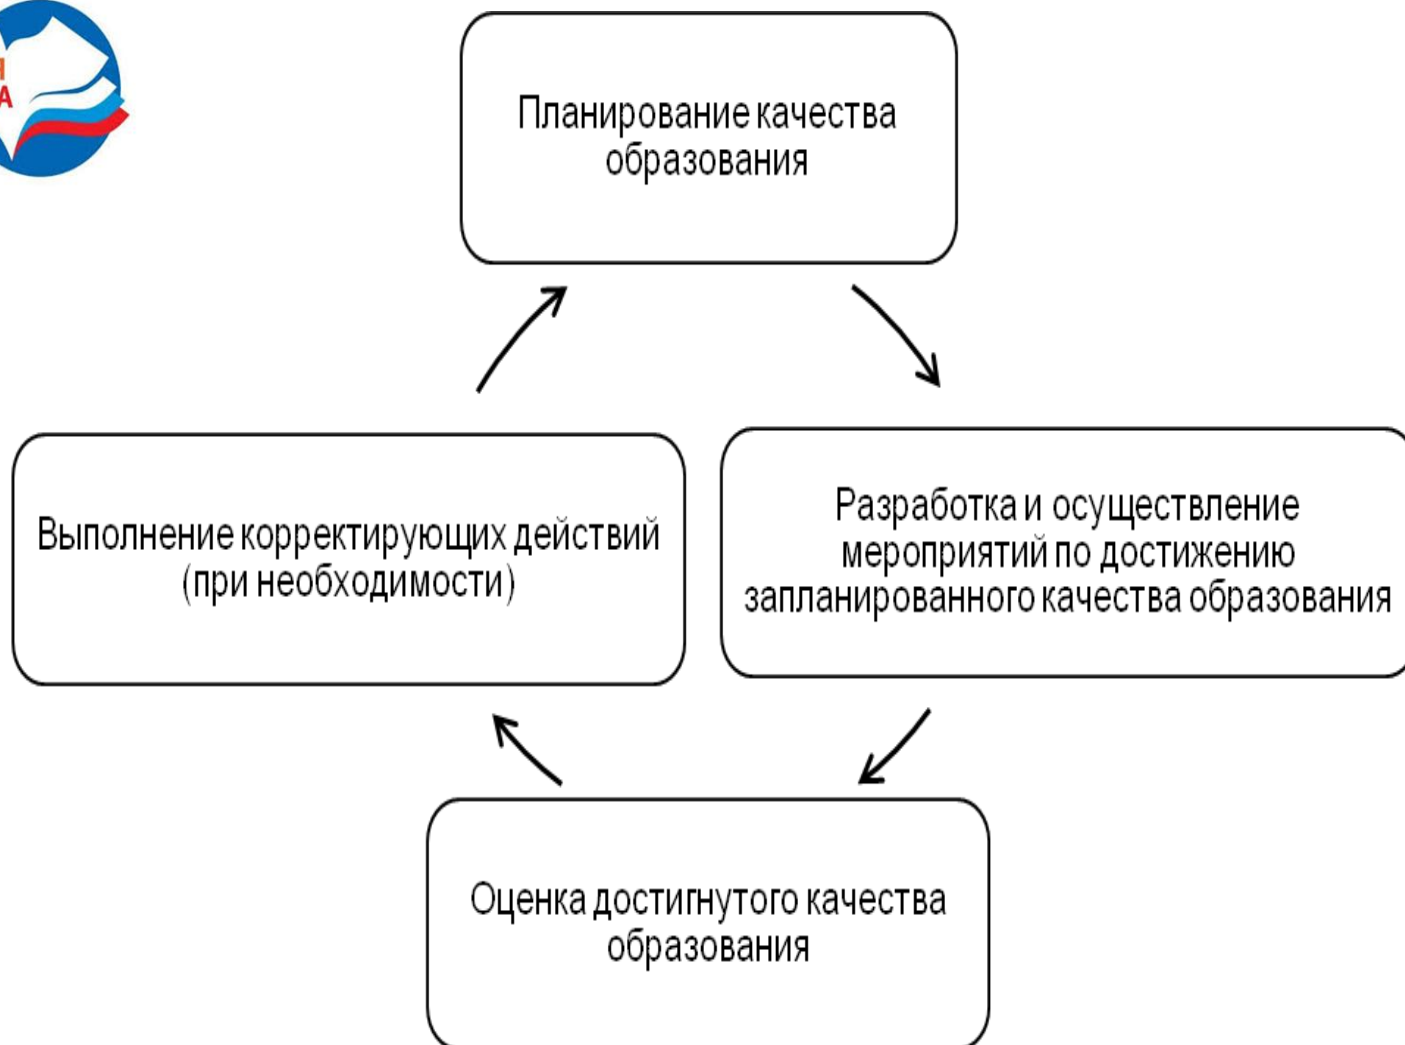 Планирование качества
образования
Выполнение корректирующих действий
(при необходимости)
Разработка и осуществление
мероприятий по достижению
запланированного качества образования
Оценка достигнутого качества
образования